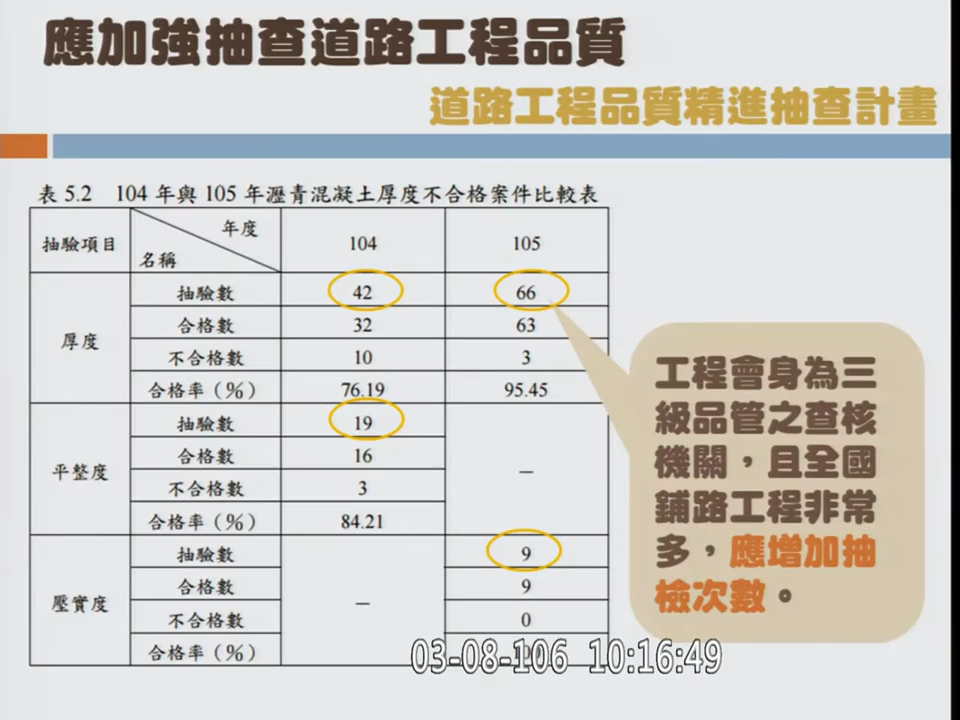 應加強抽查道路工程品質
道路工程品質精進抽查計畫
表 5.2 104 年與 105 年瀝青混凝土厚度不合格案件比較表
抽驗項目 年度 名稱 104 105
厚度 抽驗數 42 66
合格數 32 63
不合格數 10 3
合格率（%） 76.19 95.45
平整度 抽驗數 19 —
合格數 16
不合格數 3
合格率（%） 84.21
壓實度 抽驗數 — 9
合格數 9
不合格數 0
合格率（%）
工程會身為三
級品管之查核
機關，且全國
鋪路工程非常
多，應增加抽
檢次數。
03-08-106 10:16:49